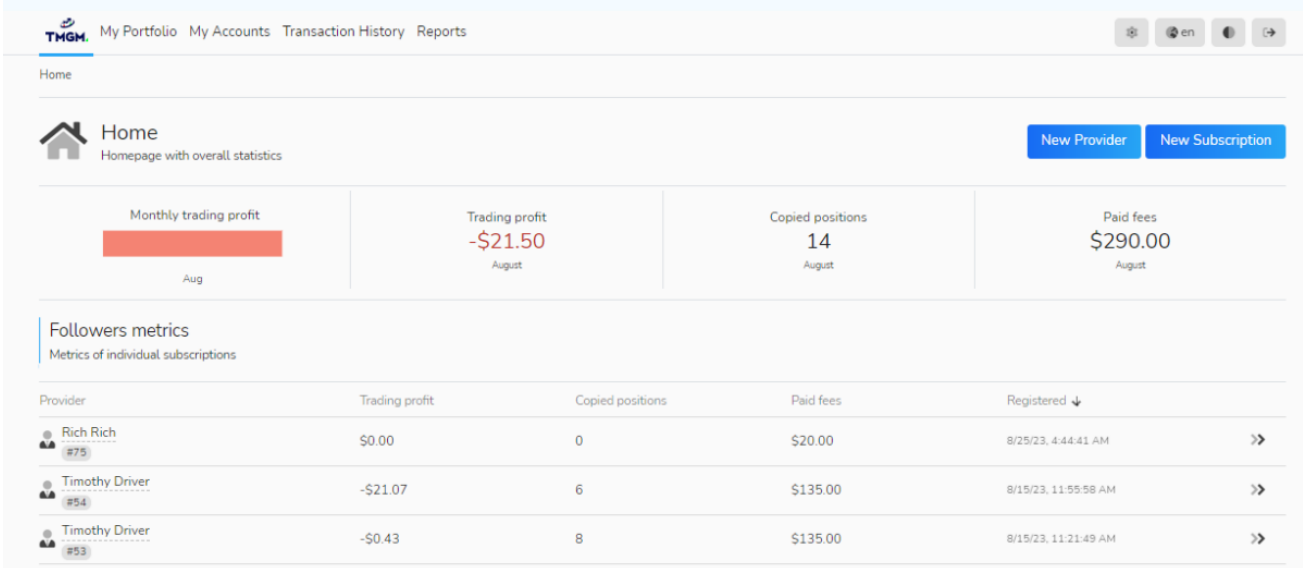 TMGM. My Portfolio My Accounts Transaction History Reports en
Home
Home
Homepage with overall statistics
New Provider New Subscription
Monthly trading profit
Aug
Trading profit
-$21.50
August
Copied positions
14
August
Paid fees
$290.00
August
Followers metrics
Metrics of individual subscriptions
Provider Trading profit Copied positions Paid fees Registered
Rich Rich $0.00 0 $20.00 8/25/23, 4:44:41 AM
#75
Timothy Driver -$21.07 6 $135.00 8/15/23, 11:55:58 AM
#54
Timothy Driver -$0.43 8 $135.00 8/15/23, 11:21:49 AM
#53